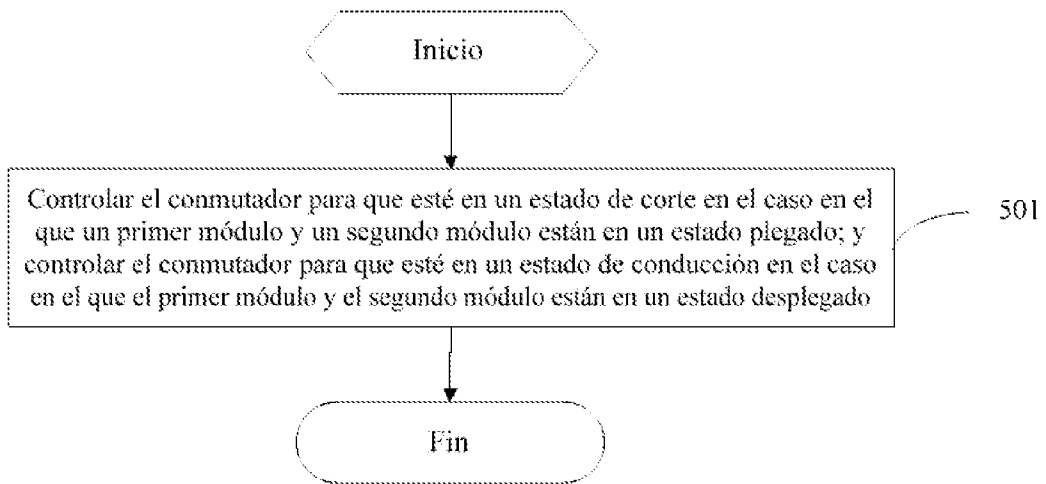 Inicio
Controlar el conmutador para que esté en un estado de corte en el caso en el
que un primer módulo y un segundo módulo están en un estado plegado; y
controlar el conmutador para que esté en un estado de conducción en el caso
en el que el primer módulo y el segundo módulo están en un estado desplegado
501
Fin